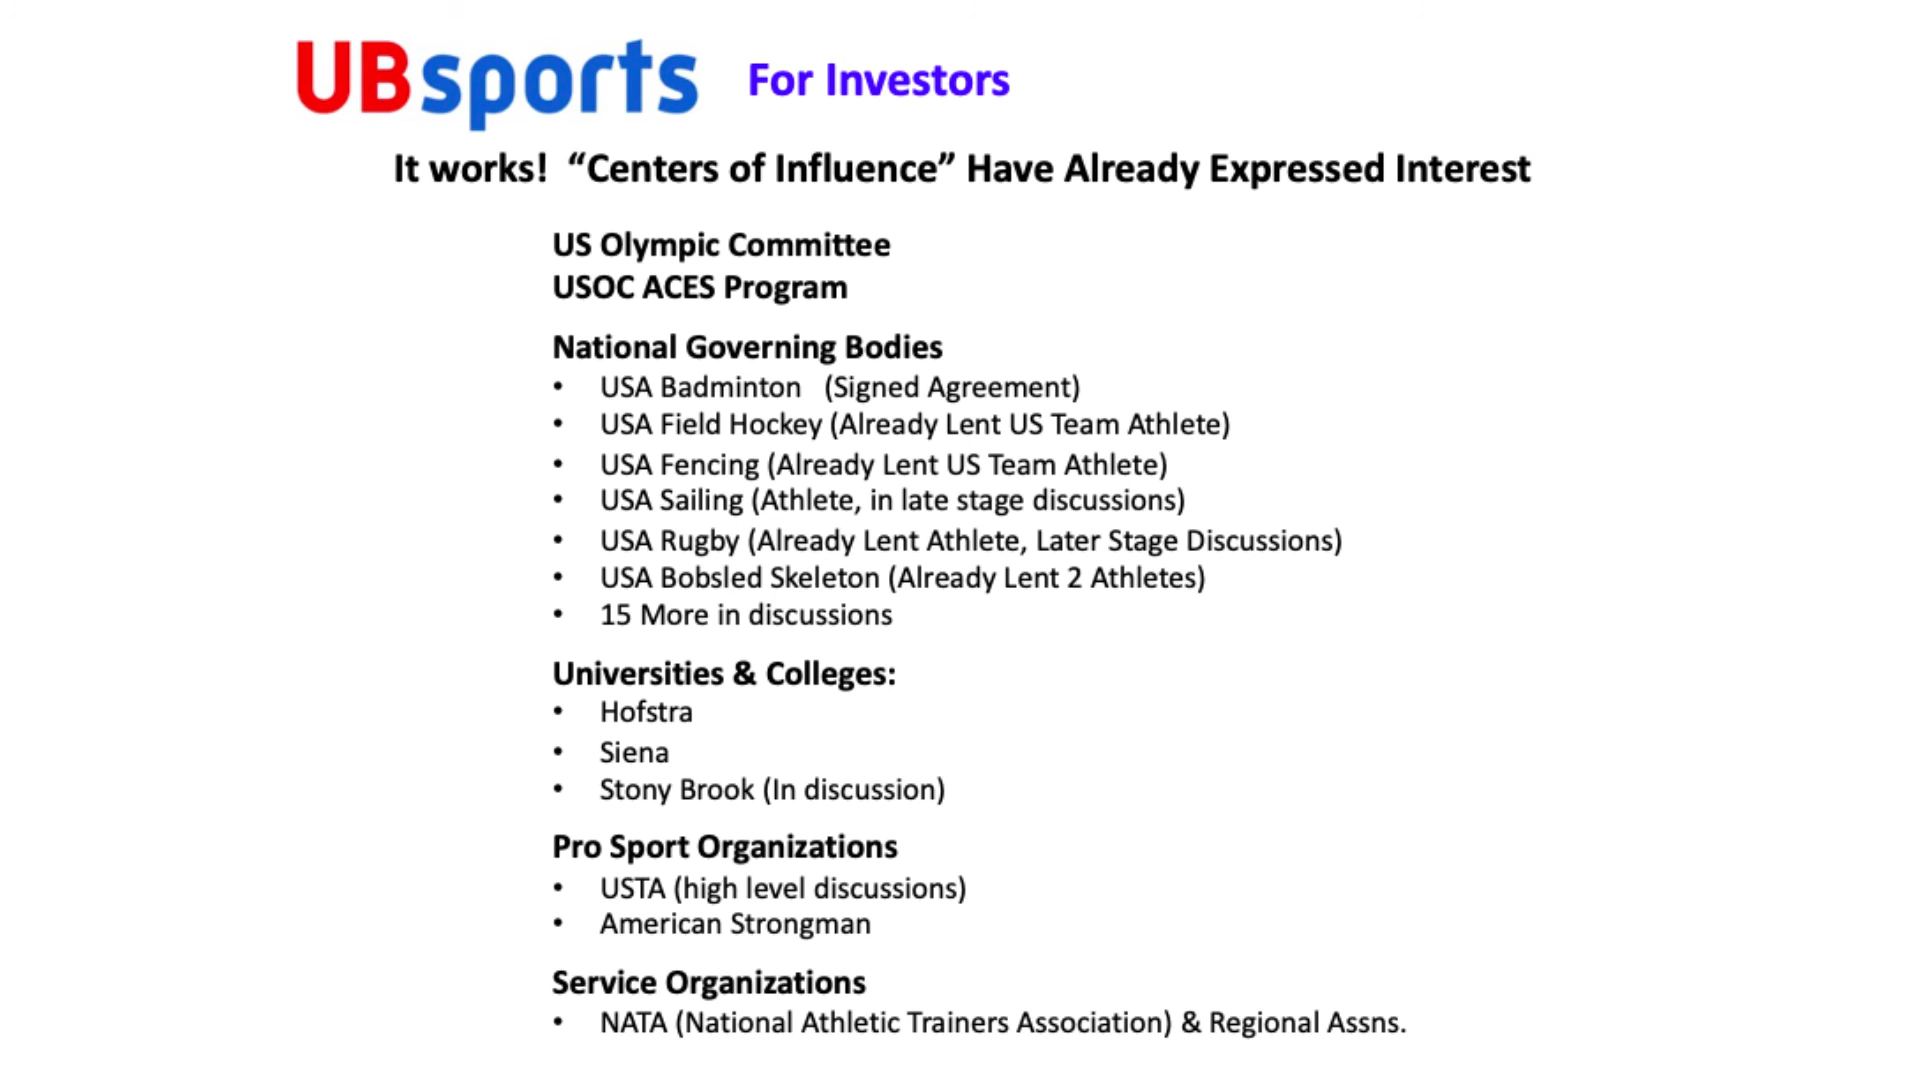 UBsports For Investors
It works! “Centers of Influence” Have Already Expressed Interest
US Olympic Committee
USOC ACES Program
National Governing Bodies
• USA Badminton (Signed Agreement)
• USA Field Hockey (Already Lent US Team Athlete)
• USA Fencing (Already Lent US Team Athlete)
• USA Sailing (Athlete, in late stage discussions)
• USA Rugby (Already Lent Athlete, Later Stage Discussions)
• USA Bobsled Skeleton (Already Lent 2 Athletes)
• 15 More in discussions
Universities & Colleges:
• Hofstra
• Siena
• Stony Brook (In discussion)
Pro Sport Organizations
• USTA (high level discussions)
• American Strongman
Service Organizations
• NATA (National Athletic Trainers Association) & Regional Assns.